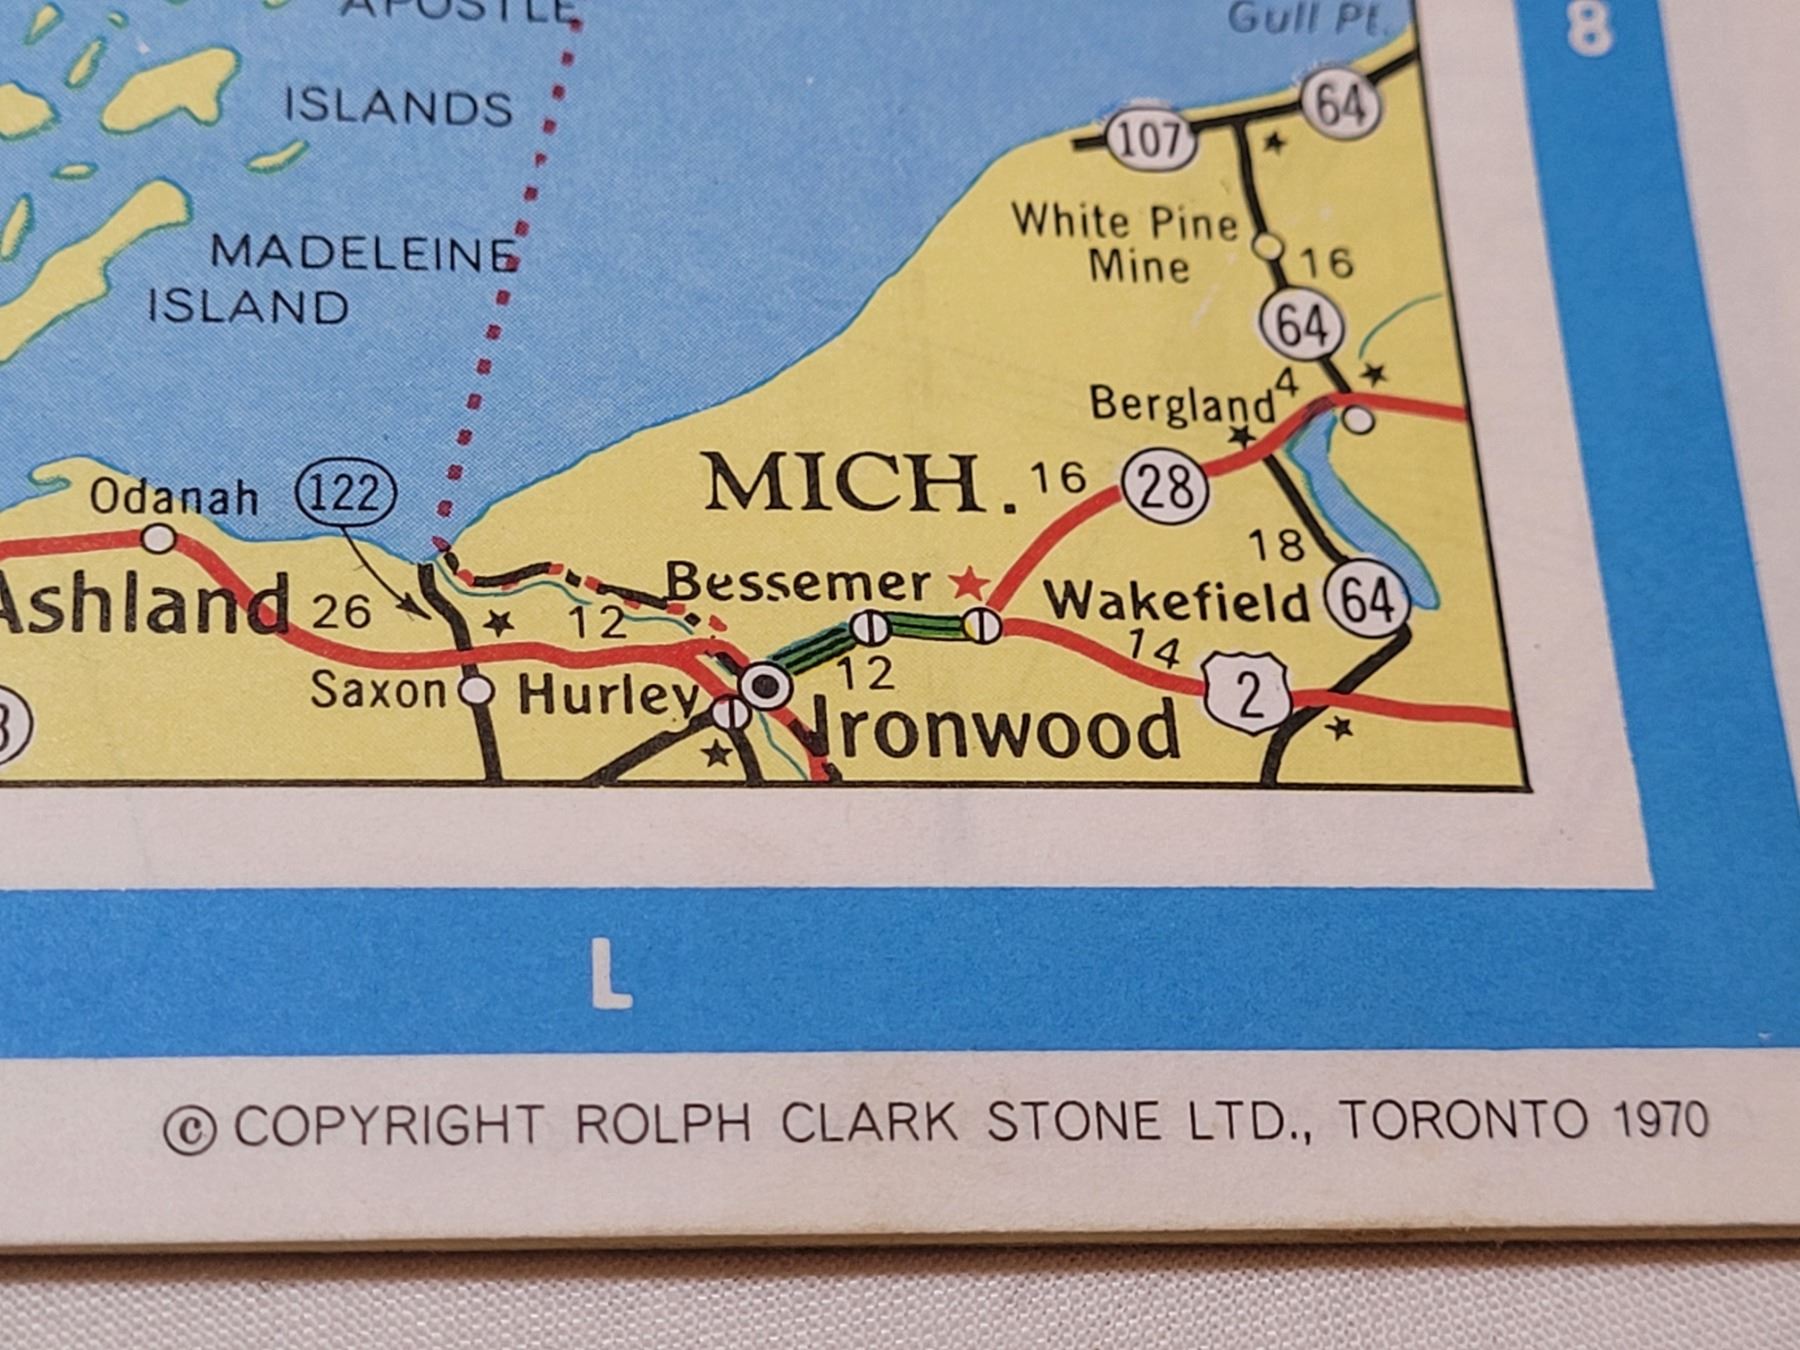 APOSTLE
Gull Pt.
8
ISLANDS
64
107
White Pine
Mine
16
MADELEINE
ISLAND
64
4
Bergland
MICH.
16
28
Odanah
122
18
Bessemer
Wakefield
64
Ashland
26
12
14
12
2
Saxon
Hurley
Ironwood
L
© COPYRIGHT ROLPH CLARK STONE LTD., TORONTO 1970